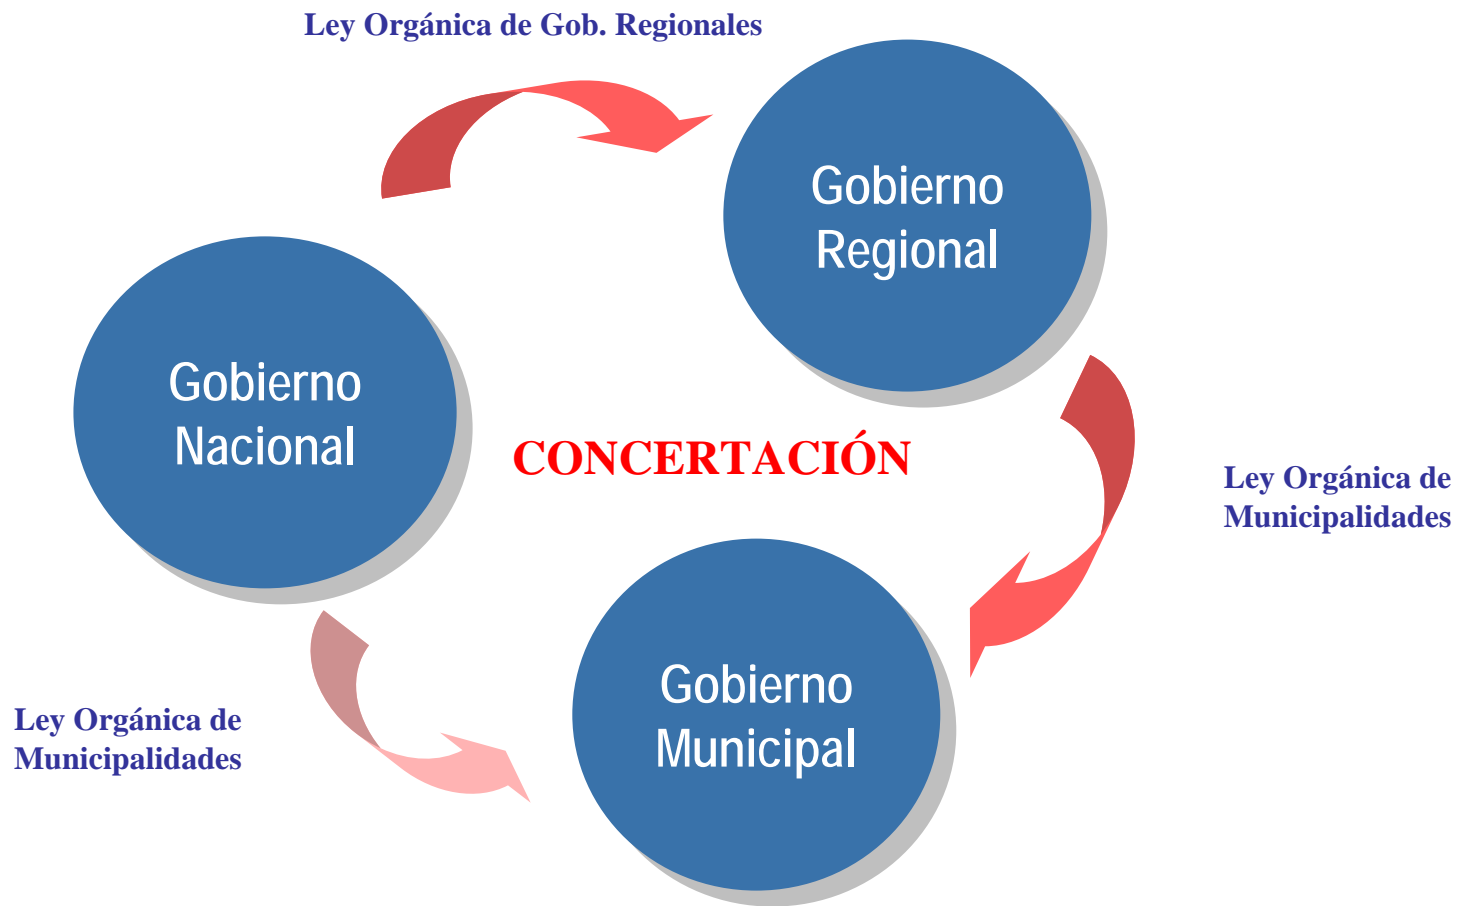 Ley Orgánica de Gob. Regionales
Gobierno
Regional
Gobierno
Nacional
CONCERTACIÓN
Ley Orgánica de
Municipalidades
Gobierno
Municipal
Ley Orgánica de
Municipalidades